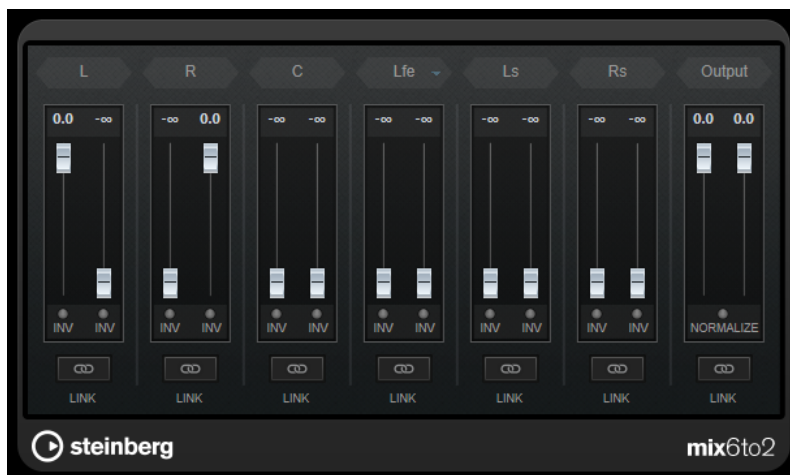 L R C Lfe Ls Rs Output
0.0 -∞ -∞ 0.0 -∞ -∞ -∞ -∞ -∞ -∞ -∞ -∞ 0.0 0.0
INV INV INV INV INV INV INV INV INV INV INV INV NORMALIZE
LINK LINK LINK LINK LINK LINK LINK
steinberg mix6to2